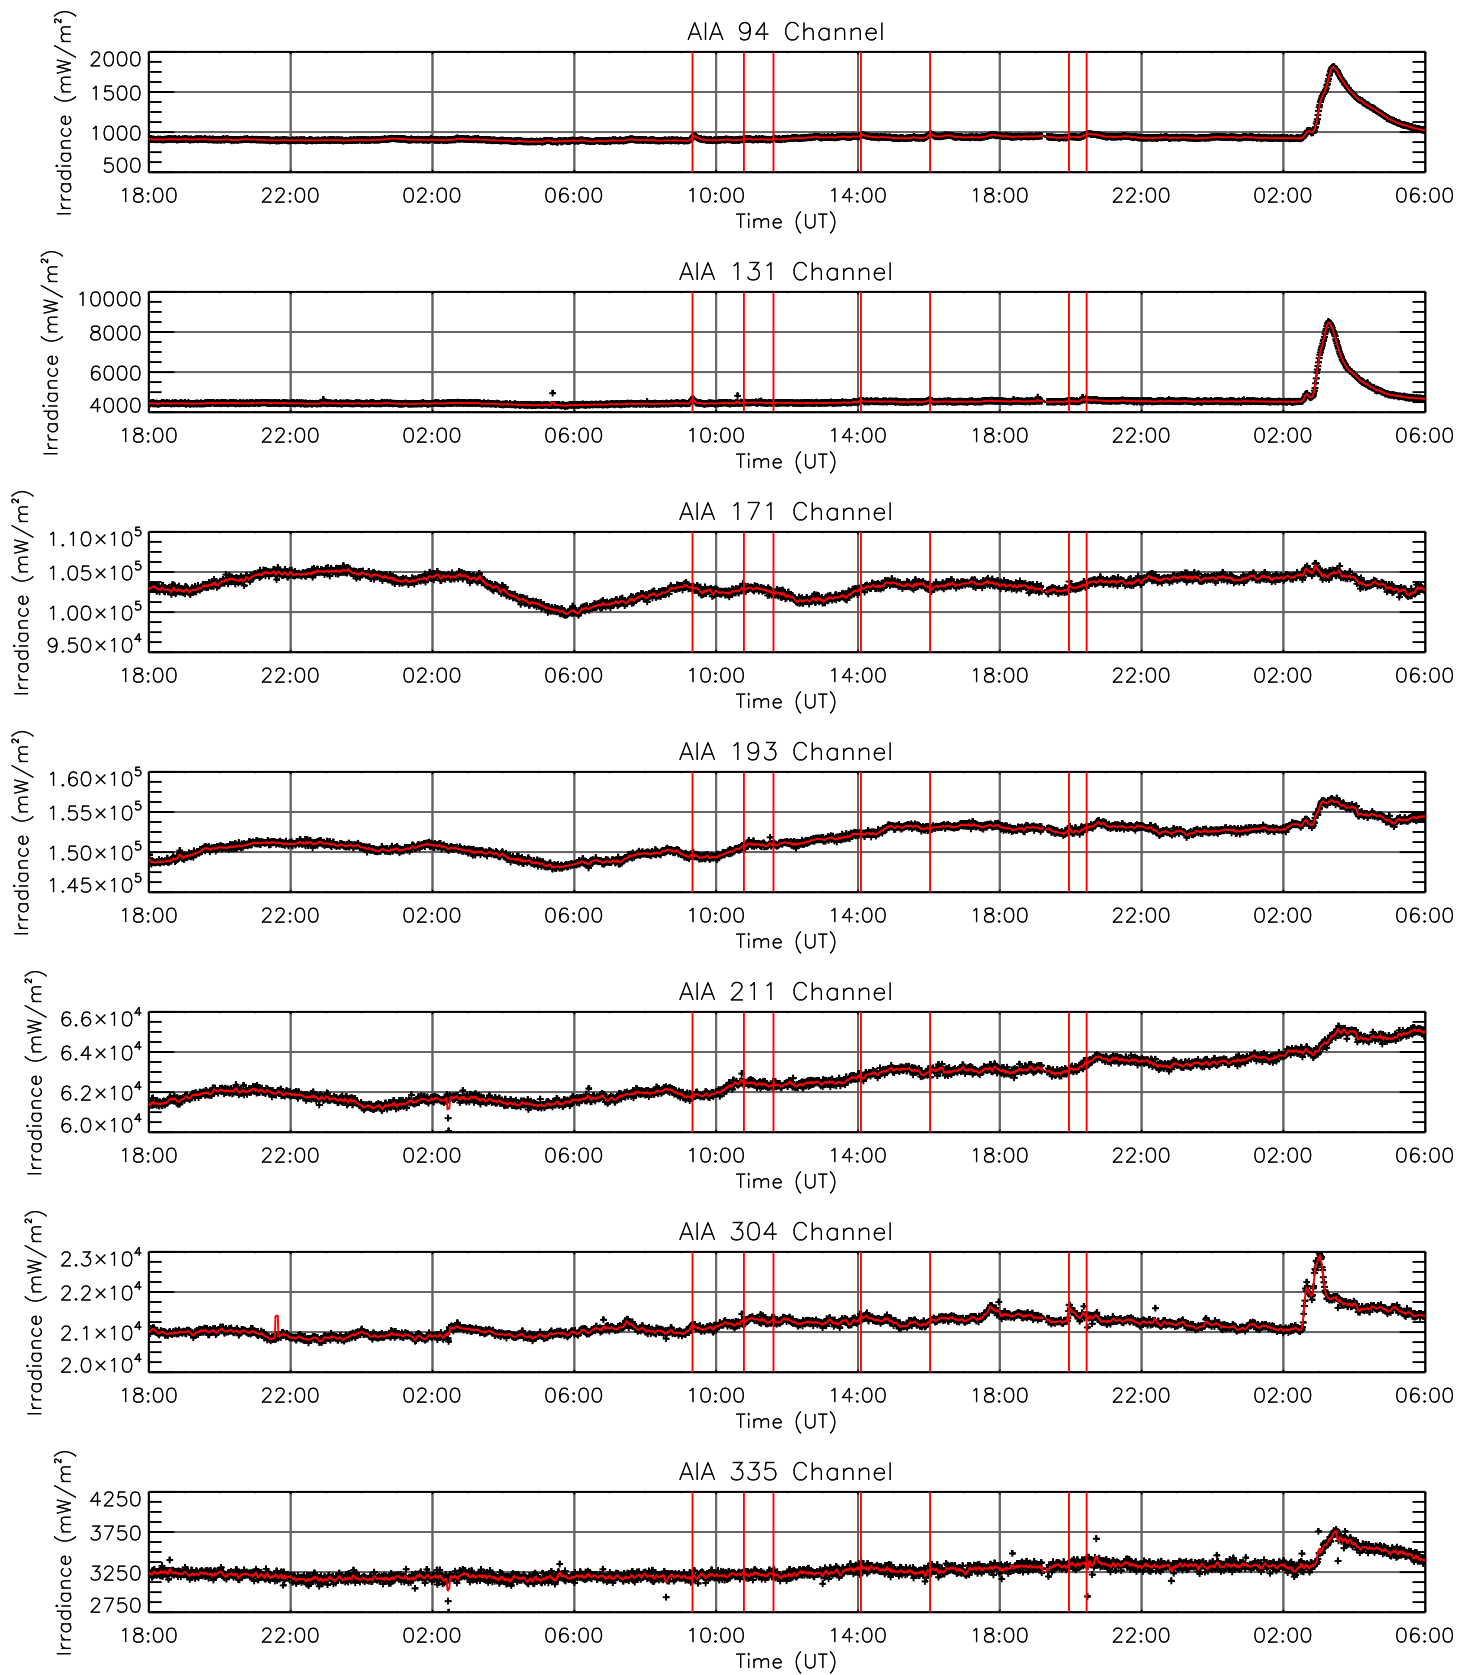 AIA 94 Channel
Irradiance (mW/m²)
2000
1500
1000
500
18:00 22:00 02:00 06:00 10:00 14:00 18:00 22:00 02:00 06:00
Time (UT)
AIA 131 Channel
Irradiance (mW/m²)
10000
8000
6000
4000
18:00 22:00 02:00 06:00 10:00 14:00 18:00 22:00 02:00 06:00
Time (UT)
AIA 171 Channel
Irradiance (mW/m²)
1.10×10⁵
1.05×10⁵
1.00×10⁵
9.50×10⁴
18:00 22:00 02:00 06:00 10:00 14:00 18:00 22:00 02:00 06:00
Time (UT)
AIA 193 Channel
Irradiance (mW/m²)
1.60×10⁵
1.55×10⁵
1.50×10⁵
1.45×10⁵
18:00 22:00 02:00 06:00 10:00 14:00 18:00 22:00 02:00 06:00
Time (UT)
AIA 211 Channel
Irradiance (mW/m²)
6.6×10⁴
6.4×10⁴
6.2×10⁴
6.0×10⁴
18:00 22:00 02:00 06:00 10:00 14:00 18:00 22:00 02:00 06:00
Time (UT)
AIA 304 Channel
Irradiance (mW/m²)
2.3×10⁴
2.2×10⁴
2.1×10⁴
2.0×10⁴
18:00 22:00 02:00 06:00 10:00 14:00 18:00 22:00 02:00 06:00
Time (UT)
AIA 335 Channel
Irradiance (mW/m²)
4250
3750
3250
2750
18:00 22:00 02:00 06:00 10:00 14:00 18:00 22:00 02:00 06:00
Time (UT)